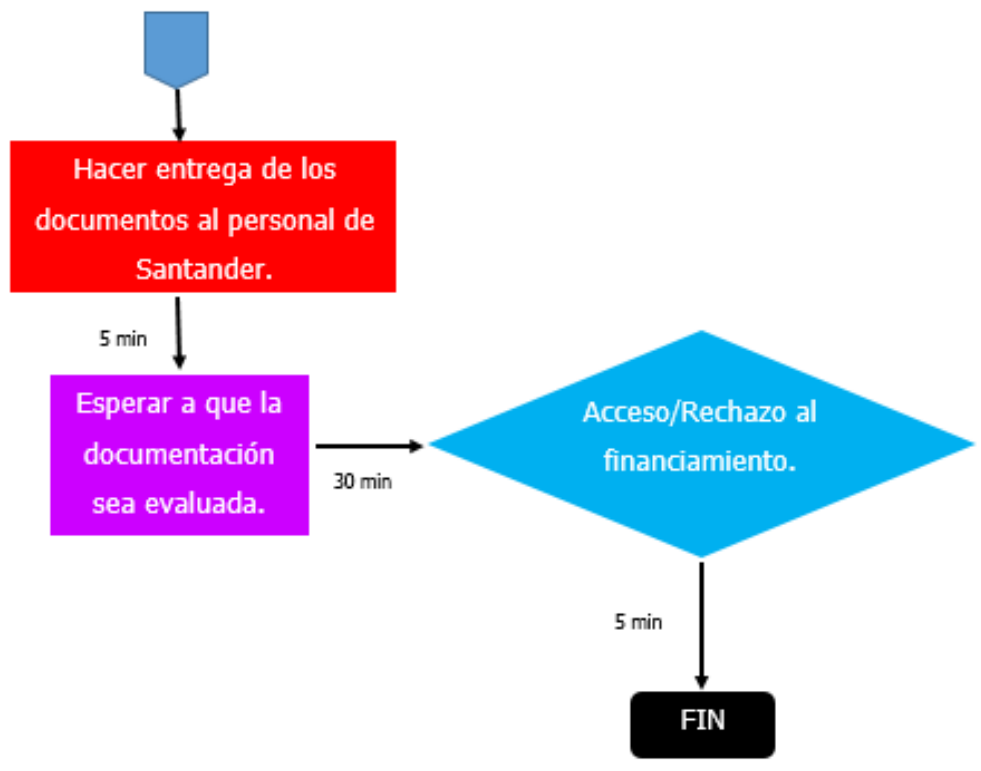 Hacer entrega de los
documentos al personal de
Santander.
5 min
Esperar a que la
documentación
sea evaluada.
30 min
Acceso/Rechazo al
financiamiento.
5 min
FIN